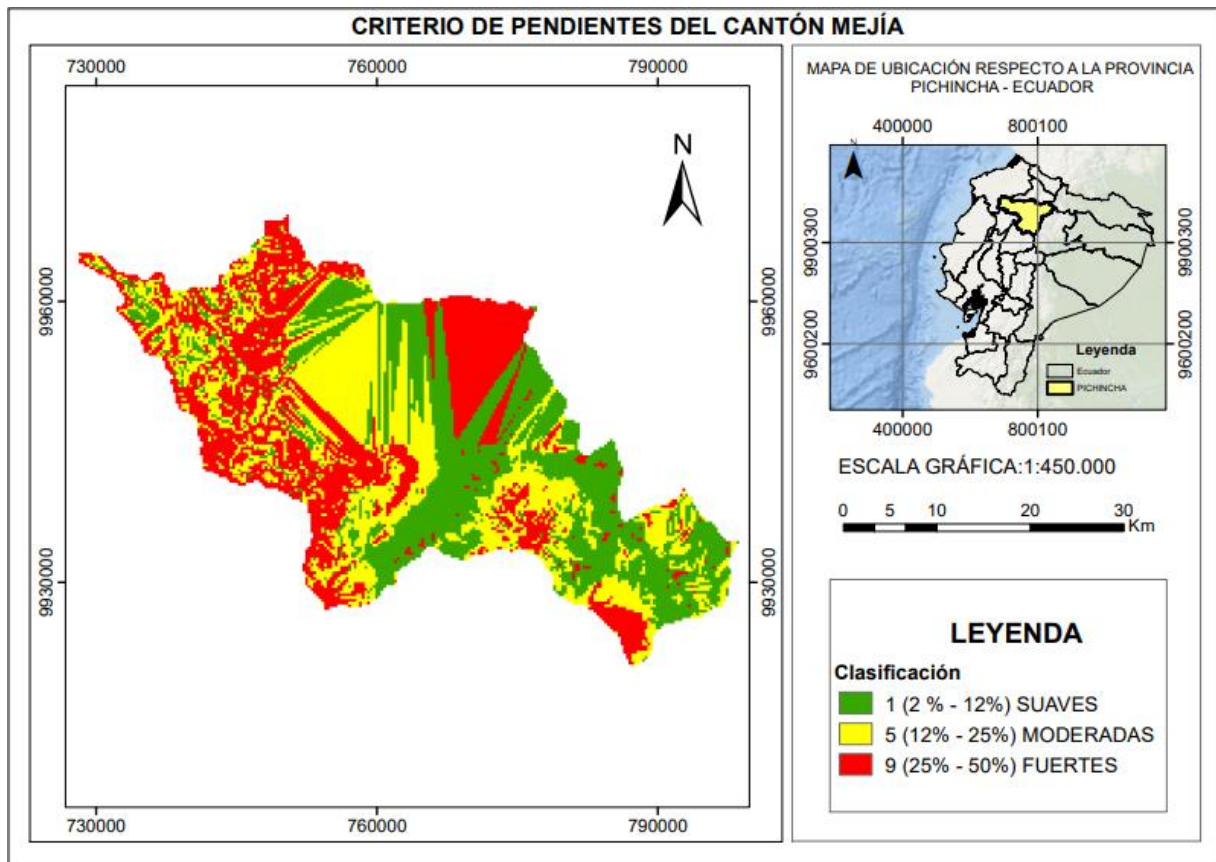 CRITERIO DE PENDIENTES DEL CANTÓN MEJÍA
730000 760000 790000
N
9960000 9960000
9930000 9930000
730000 760000 790000
MAPA DE UBICACIÓN RESPECTO A LA PROVINCIA
PICHINCHA - ECUADOR
400000 800100
N
9900300 9900300
9600200 9600200
Leyenda
Ecuador
PICHINCHA
400000 800100
ESCALA GRÁFICA:1:450.000
0 5 10 20 30
Km
LEYENDA
Clasificación
1 (2 % - 12%) SUAVES
5 (12% - 25%) MODERADAS
9 (25% - 50%) FUERTES